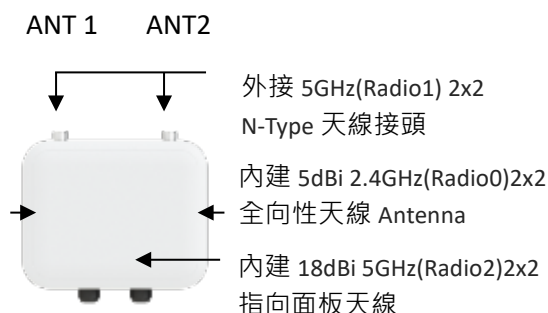 ANT 1 ANT2
外接 5GHz(Radio1) 2x2
N-Type 天線接頭
內建 5dBi 2.4GHz(Radio0)2x2
全向性天線 Antenna
內建 18dBi 5GHz(Radio2)2x2
指向面板天線